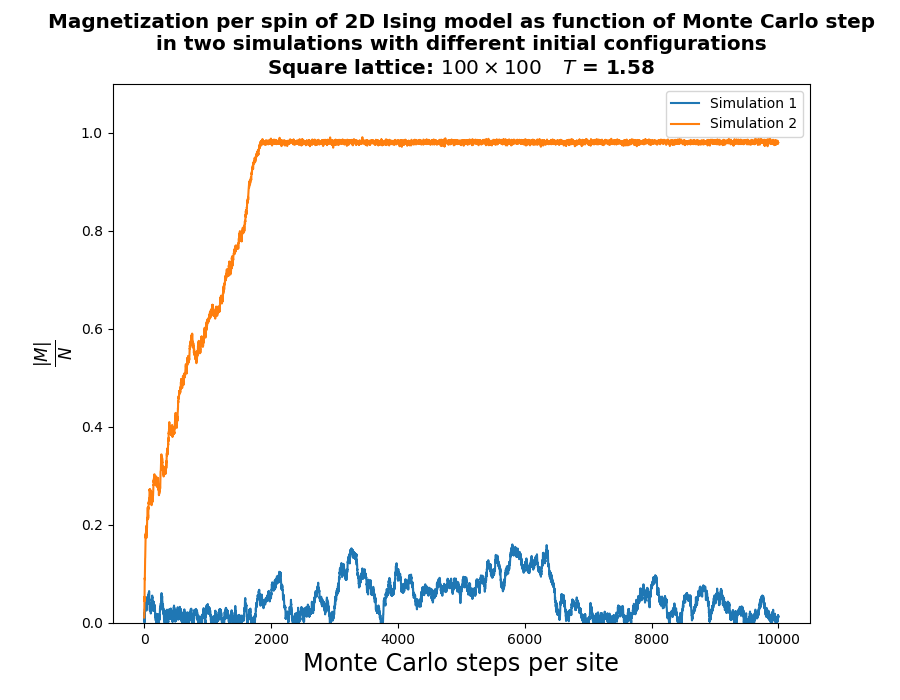 Magnetization per spin of 2D Ising model as function of Monte Carlo step
in two simulations with different initial configurations
Square lattice: 100 × 100 T = 1.58
Simulation 1
Simulation 2
|M|
N
1.0
0.8
0.6
0.4
0.2
0.0
0 2000 4000 6000 8000 10000
Monte Carlo steps per site